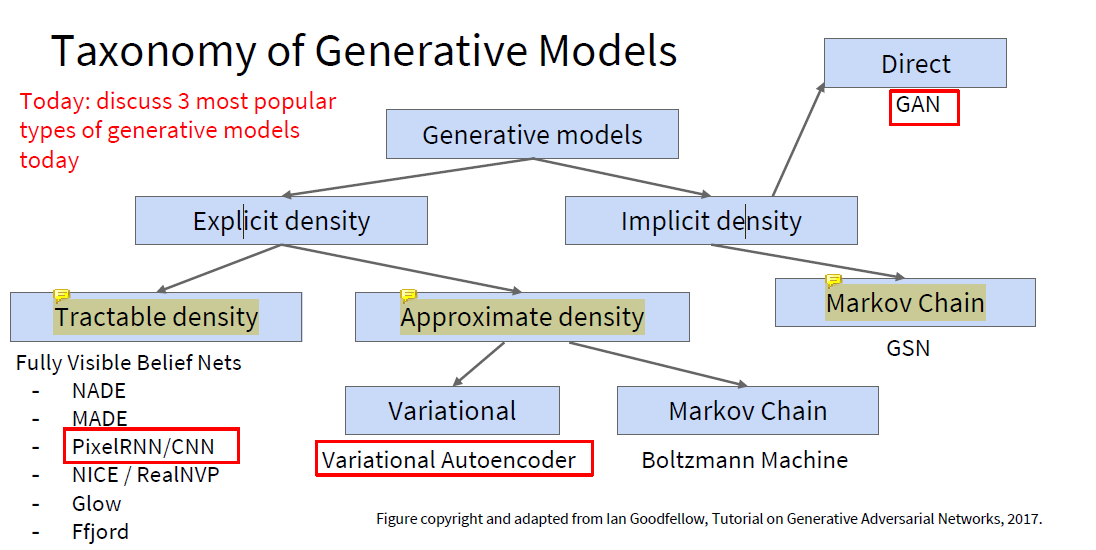 Taxonomy of Generative Models
Direct
GAN
Today: discuss 3 most popular
types of generative models
today
Generative models
Explicit density
Implicit density
Tractable density
Approximate density
Markov Chain
GSN
Fully Visible Belief Nets
- NADE
- MADE
- PixelRNN/CNN
- NICE / RealNVP
- Glow
- Ffjord
Variational
Markov Chain
Variational Autoencoder
Boltzmann Machine
Figure copyright and adapted from Ian Goodfellow, Tutorial on Generative Adversarial Networks, 2017.